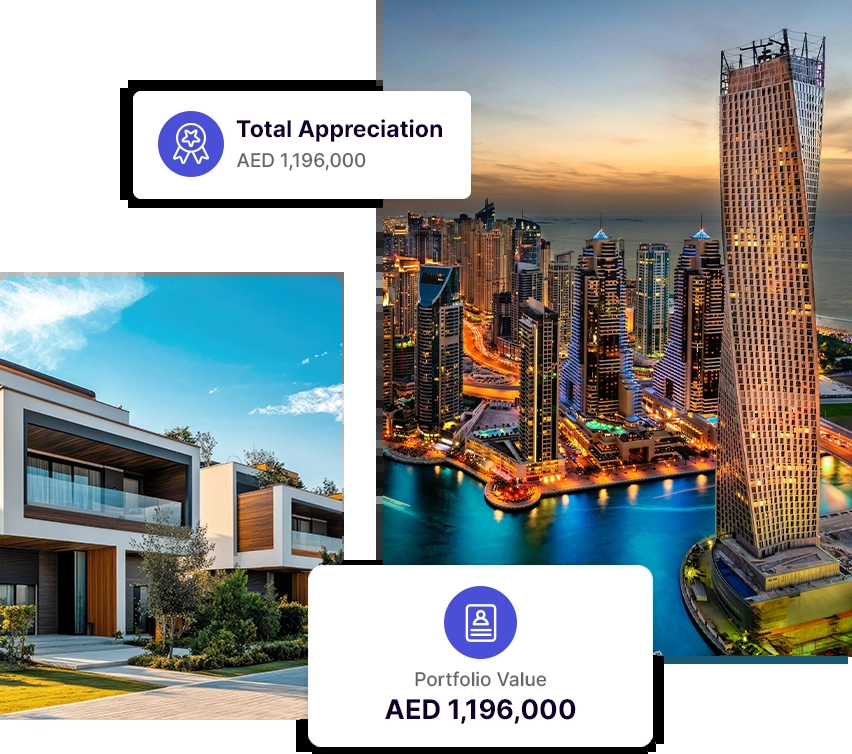 Total Appreciation
AED 1,196,000
Portfolio Value
AED 1,196,000